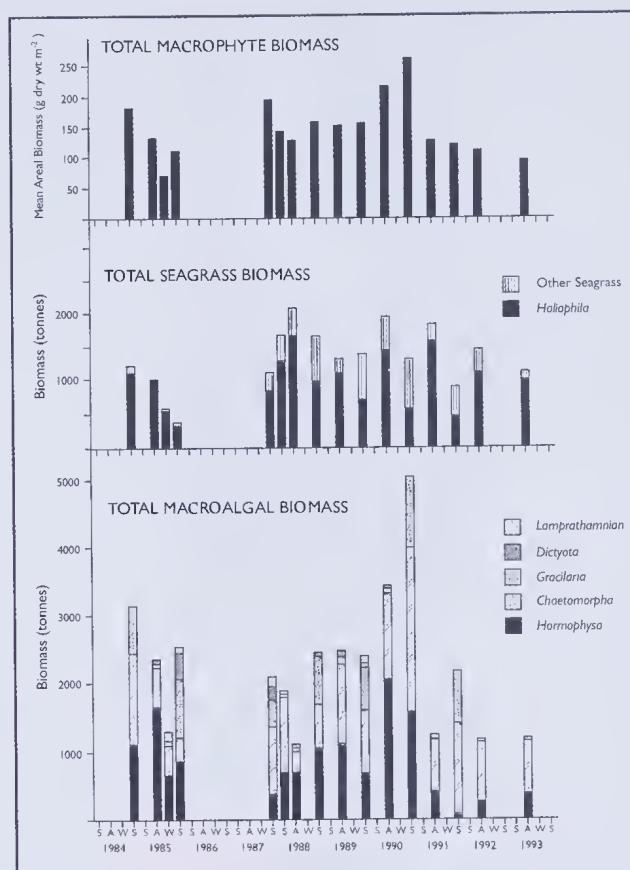 TOTAL MACROPHYTE BIOMASS
Mean Areal Biomass (g dry wt m⁻²)
250
200
150
100
50
TOTAL SEAGRASS BIOMASS
Other Seagrass
Haliophila
Biomass (tonnes)
2000
1000
TOTAL MACROALGAL BIOMASS
Lamprathamnian
Dictyota
Gracilaria
Chaetomorpha
Hormophysa
Biomass (tonnes)
5000
4000
3000
2000
1000
S A W S S A W S S A W S S A W S S A W S S A W S S A W S S A W S S A W S S A W S
1984 1985 1986 1987 1988 1989 1990 1991 1992 1993